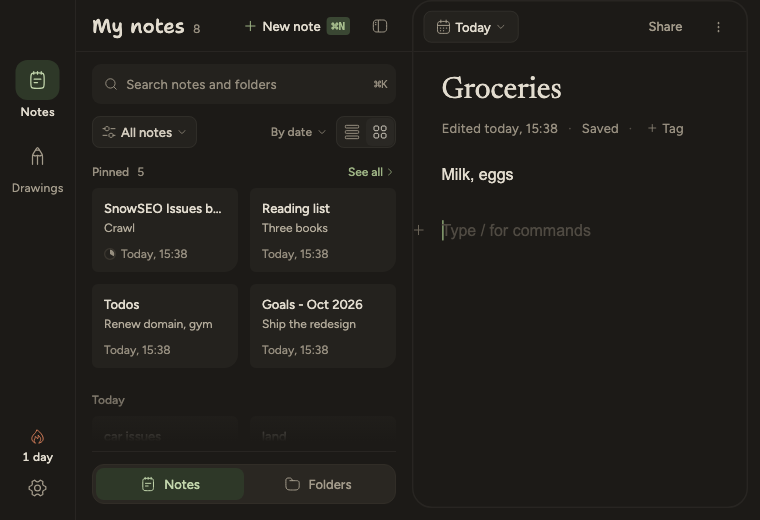 My notes 8
+ New note ⌘N
Notes
Drawings
1 day
Search notes and folders ⌘K
All notes
By date
Pinned 5
See all
SnowSEO Issues b...
Crawl
Today, 15:38
Reading list
Three books
Today, 15:38
Todos
Renew domain, gym
Today, 15:38
Goals - Oct 2026
Ship the redesign
Today, 15:38
Today
car issues
land
Notes
Folders
Today
Share
Groceries
Edited today, 15:38 · Saved · + Tag
Milk, eggs
Type / for commands